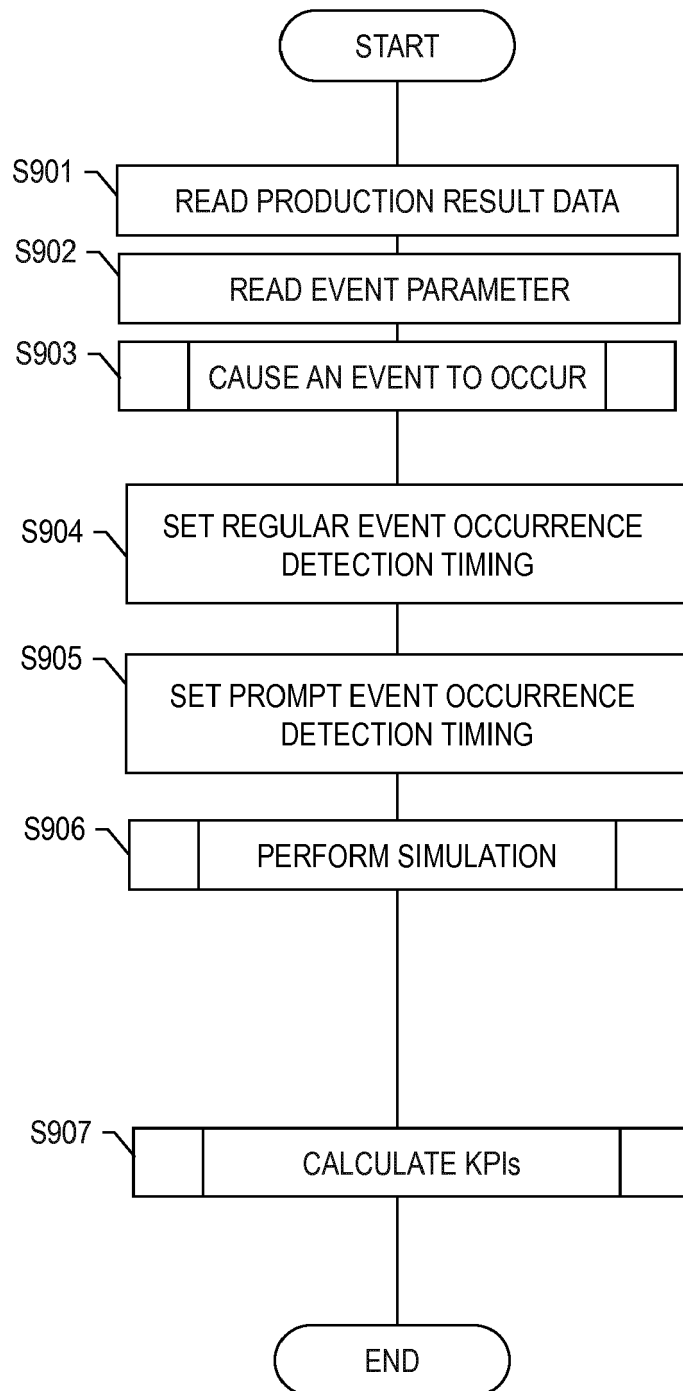 START
S901
READ PRODUCTION RESULT DATA
S902
READ EVENT PARAMETER
S903
CAUSE AN EVENT TO OCCUR
S904
SET REGULAR EVENT OCCURRENCE
DETECTION TIMING
S905
SET PROMPT EVENT OCCURRENCE
DETECTION TIMING
S906
PERFORM SIMULATION
S907
CALCULATE KPIs
END